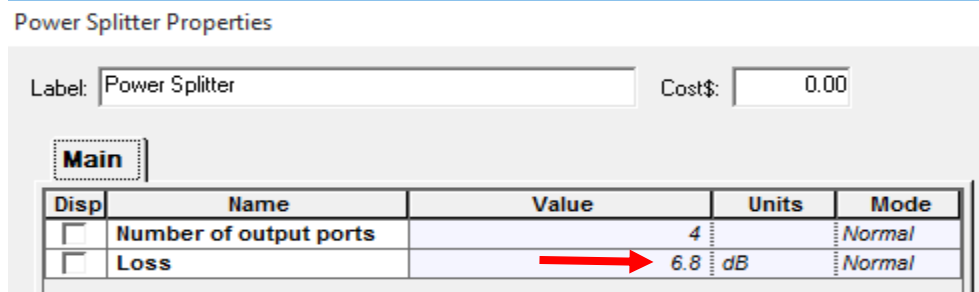 Power Splitter Properties
Label: Power Splitter Cost$: 0.00
Main
Disp Name Value Units Mode
Number of output ports 4 Normal
Loss 6.8 dB Normal